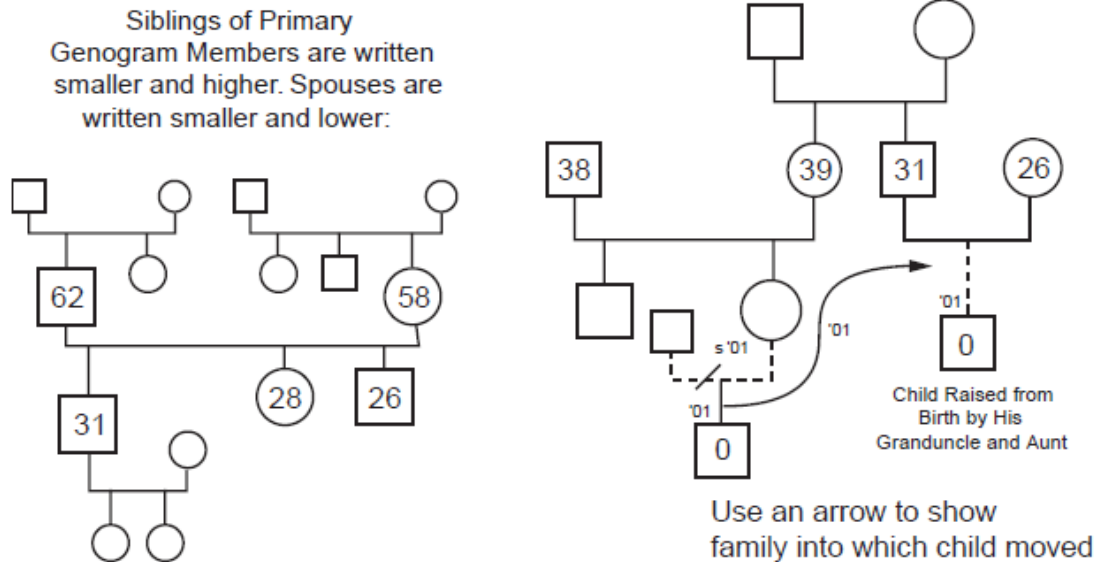 Siblings of Primary
Genogram Members are written
smaller and higher. Spouses are
written smaller and lower:
62
58
31
28
26
38
39
31
26
s '01
'01
'01
0
'01
0
Child Raised from
Birth by His
Granduncle and Aunt
Use an arrow to show
family into which child moved